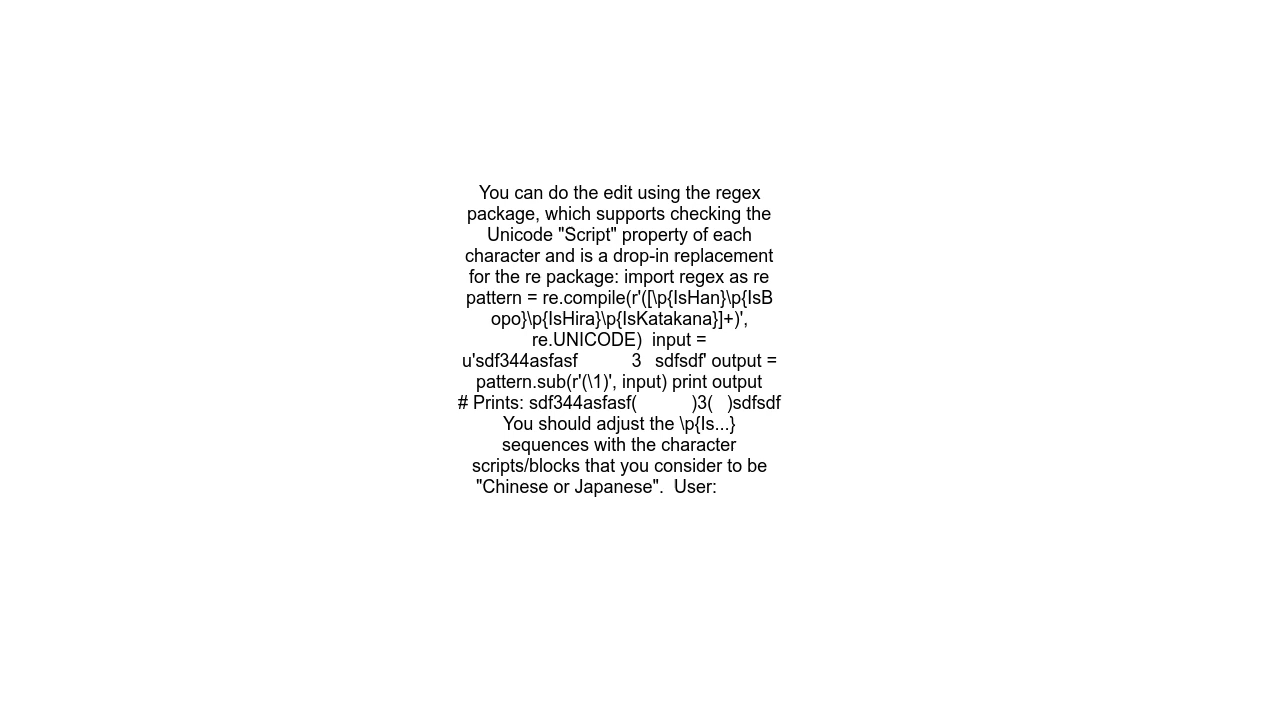 You can do the edit using the regex
package, which supports checking the
Unicode "Script" property of each
character and is a drop-in replacement
for the re package: import regex as re
pattern = re.compile(r'([\p{IsHan}\p{IsB
opo}\p{IsHira}\p{IsKatakana}]+)',
re.UNICODE)  input =
u'sdf344asfasf           3   sdfsdf' output =
pattern.sub(r'(\1)', input) print output
# Prints: sdf344asfasf(           )3(   )sdfsdf
You should adjust the \p{Is...}
sequences with the character
scripts/blocks that you consider to be
"Chinese or Japanese".  User: